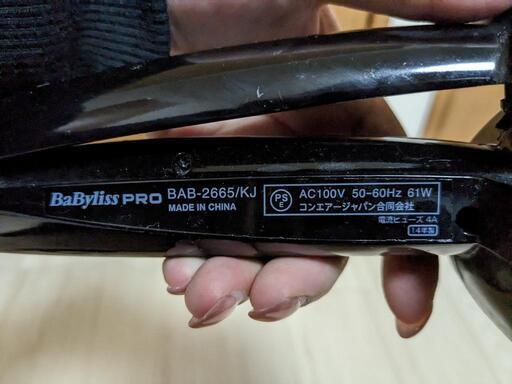 BaByliss PRO BAB-2665/KJ
MADE IN CHINA
PS
E
AC100V 50-60Hz 61W
コンエアージャパン合同会社
電流ヒューズ 4A
14年製